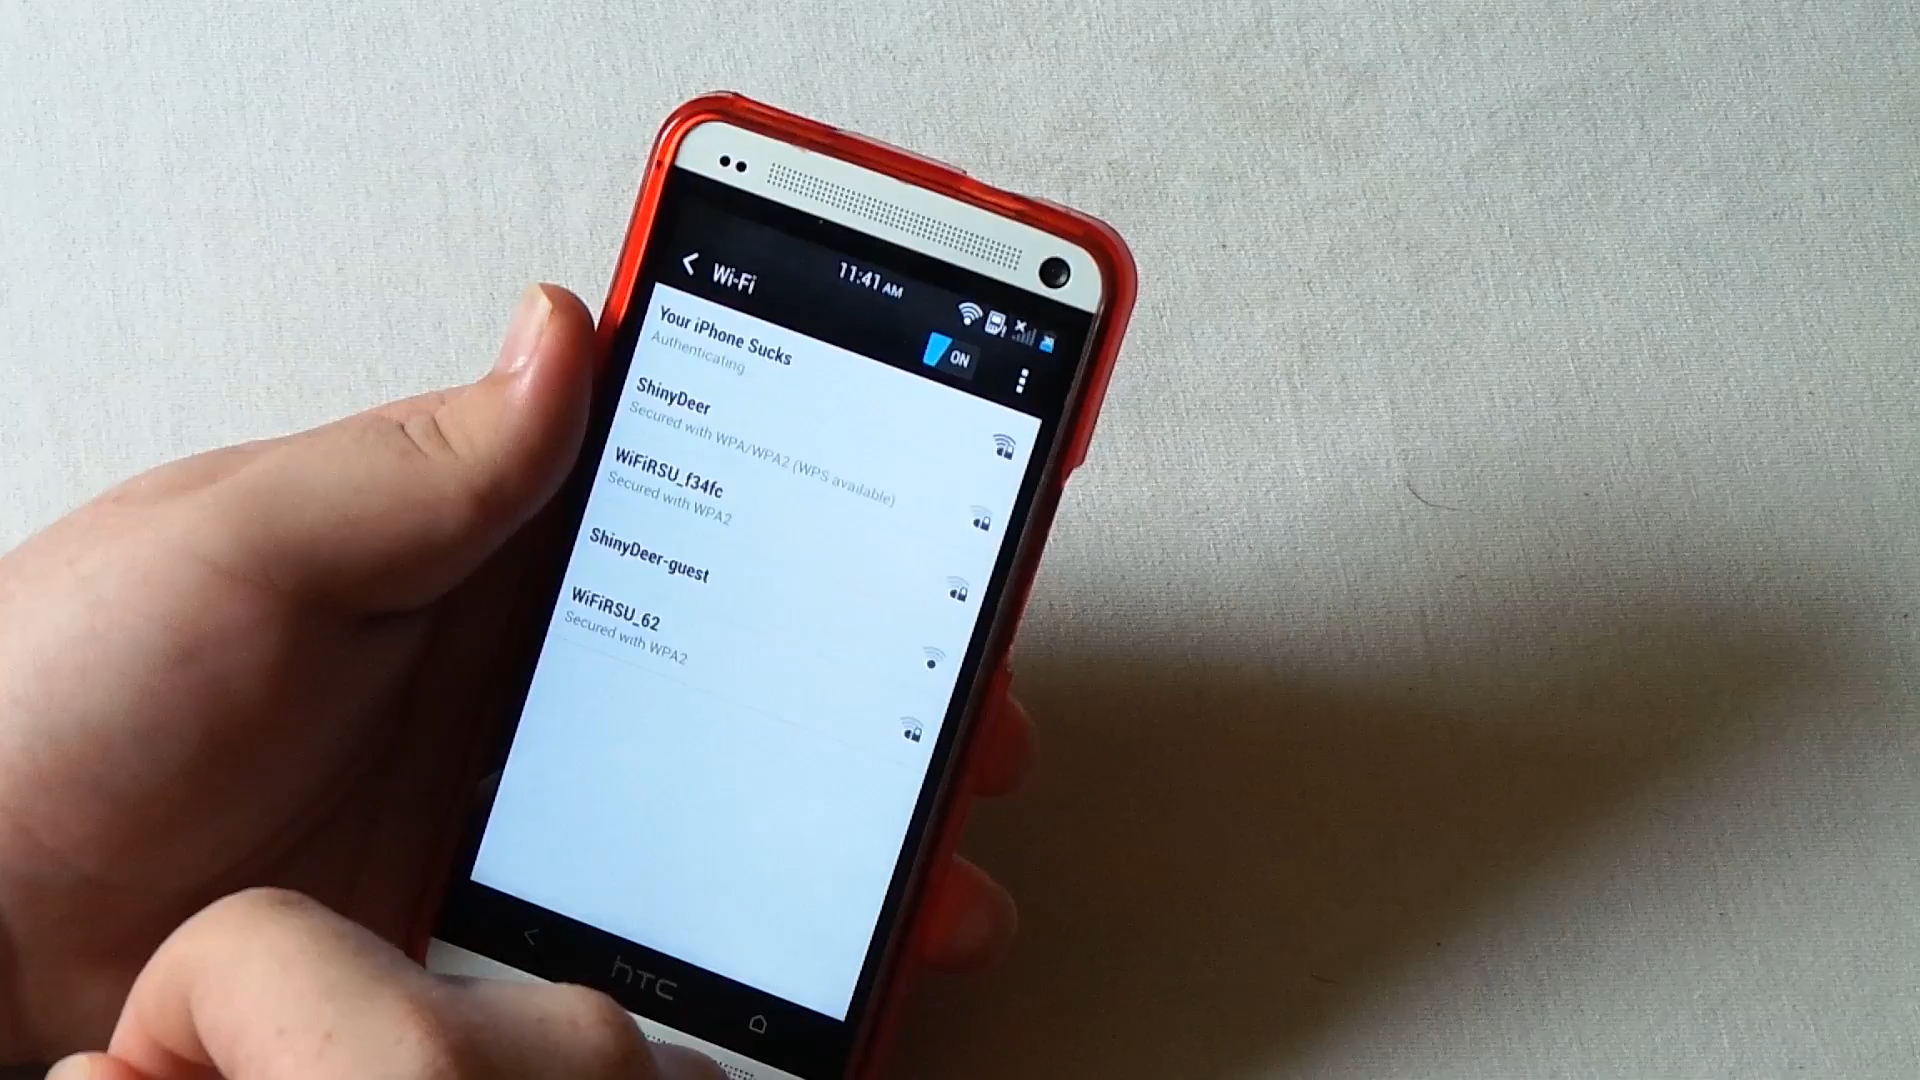 11:41 AM
Wi-Fi
ON
Your iPhone Sucks
Authenticating...
ShinyDeer
Secured with WPA/WPA2 (WPS available)
WiFiRSU_f34fc
Secured with WPA2
ShinyDeer-guest
WiFiRSU_62
Secured with WPA2
hTC